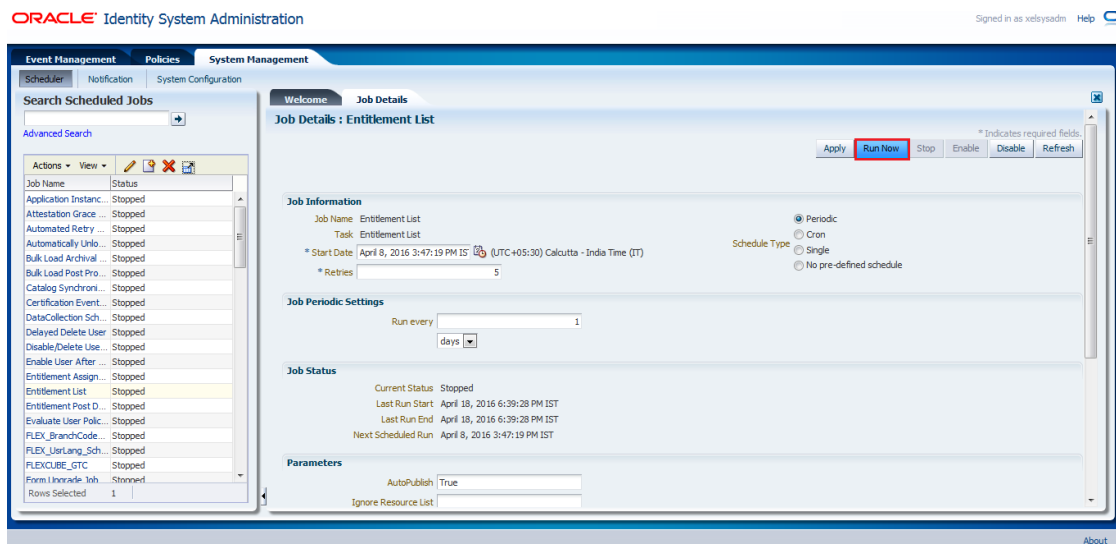 ORACLE Identity System Administration
Signed in as xelsysadm Help
Event Management Policies System Management
Scheduler Notification System Configuration
Search Scheduled Jobs
Advanced Search
Actions View
Job Name Status
Application Instanc... Stopped
Attestation Grace ... Stopped
Automated Retry ... Stopped
Automatically Unlo... Stopped
Bulk Load Archival ... Stopped
Bulk Load Post Pro... Stopped
Catalog Synchroni... Stopped
Certification Event... Stopped
DataCollection Sch... Stopped
Delayed Delete User Stopped
Disable/Delete Use... Stopped
Enable User After ... Stopped
Entitlement Assign... Stopped
Entitlement List Stopped
Entitlement Post D... Stopped
Evaluate User Polic... Stopped
FLEX_BranchCode... Stopped
FLEX_UsrLang_Sch... Stopped
FLEXCUBE_GTC Stopped
Form Upgrade Job Stopped
Rows Selected 1
Welcome Job Details
Job Details : Entitlement List
* Indicates required fields.
Apply Run Now Stop Enable Disable Refresh
Job Information
Job Name Entitlement List
Task Entitlement List
* Start Date April 8, 2016 3:47:19 PM IS (UTC+05:30) Calcutta - India Time (IT)
* Retries 5
Schedule Type
Periodic
Cron
Single
No pre-defined schedule
Job Periodic Settings
Run every 1
days
Job Status
Current Status Stopped
Last Run Start April 18, 2016 6:39:28 PM IST
Last Run End April 18, 2016 6:39:28 PM IST
Next Scheduled Run April 8, 2016 3:47:19 PM IST
Parameters
AutoPublish True
Ignore Resource List
About